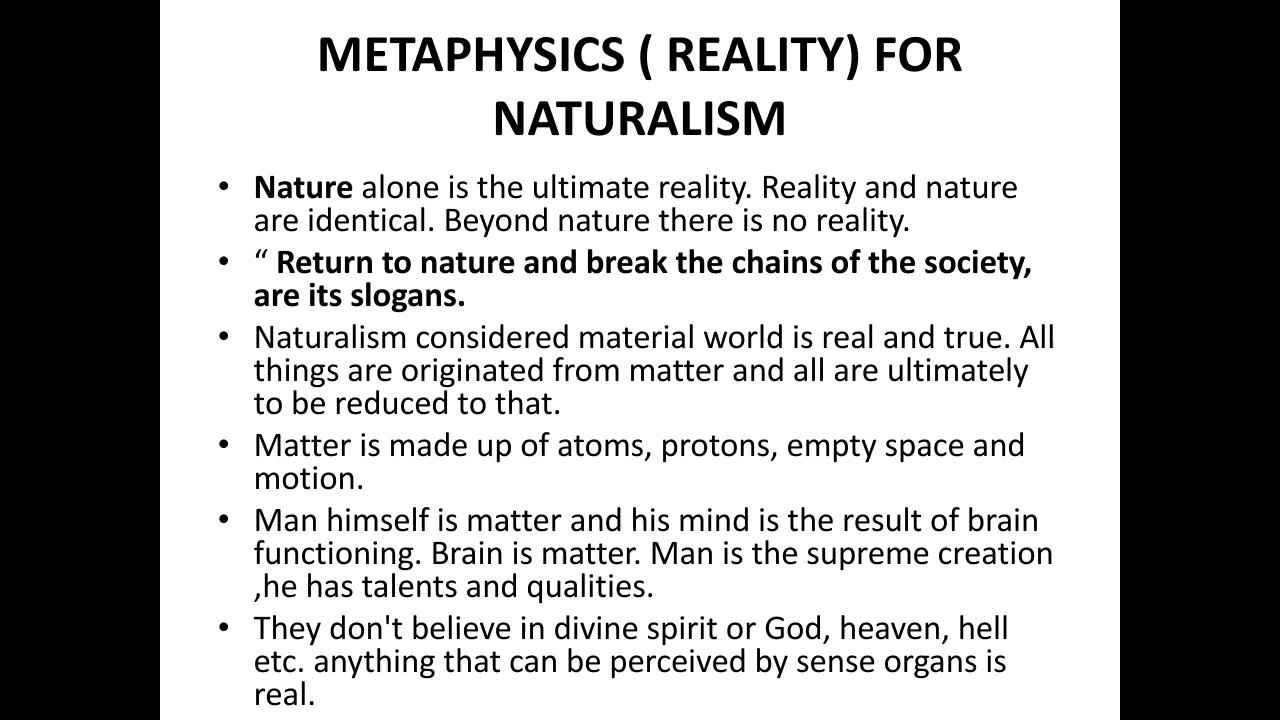 METAPHYSICS ( REALITY) FOR
NATURALISM
• Nature alone is the ultimate reality. Reality and nature
are identical. Beyond nature there is no reality.
• “ Return to nature and break the chains of the society,
are its slogans.
• Naturalism considered material world is real and true. All
things are originated from matter and all are ultimately
to be reduced to that.
• Matter is made up of atoms, protons, empty space and
motion.
• Man himself is matter and his mind is the result of brain
functioning. Brain is matter. Man is the supreme creation
,he has talents and qualities.
• They don't believe in divine spirit or God, heaven, hell
etc. anything that can be perceived by sense organs is
real.